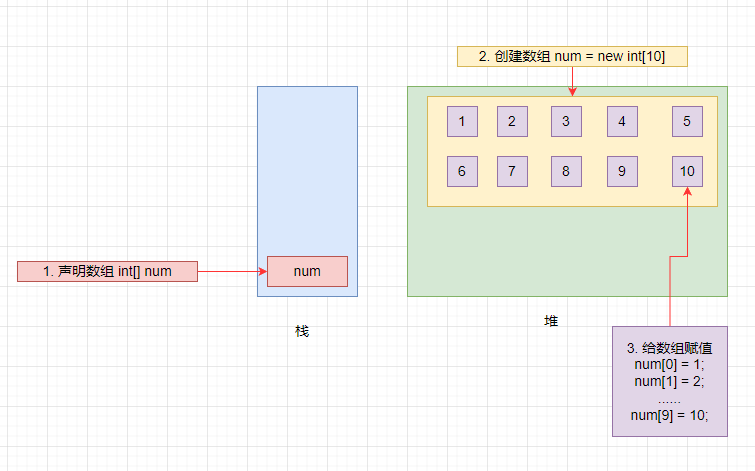 2. 创建数组 num = new int[10]
1 2 3 4 5
6 7 8 9 10
1. 声明数组 int[] num
num
栈
堆
3. 给数组赋值
num[0] = 1;
num[1] = 2;
......
num[9] = 10;